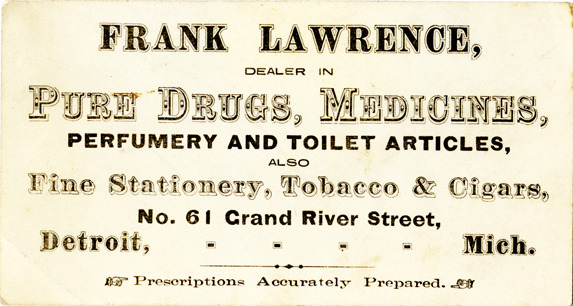 FRANK LAWRENCE,
DEALER IN
PURE DRUGS, MEDICINES,
PERFUMERY AND TOILET ARTICLES,
ALSO
Fine Stationery, Tobacco & Cigars,
No. 61 Grand River Street,
Detroit, - - - - Mich.
☞ Prescriptions Accurately Prepared. ☜